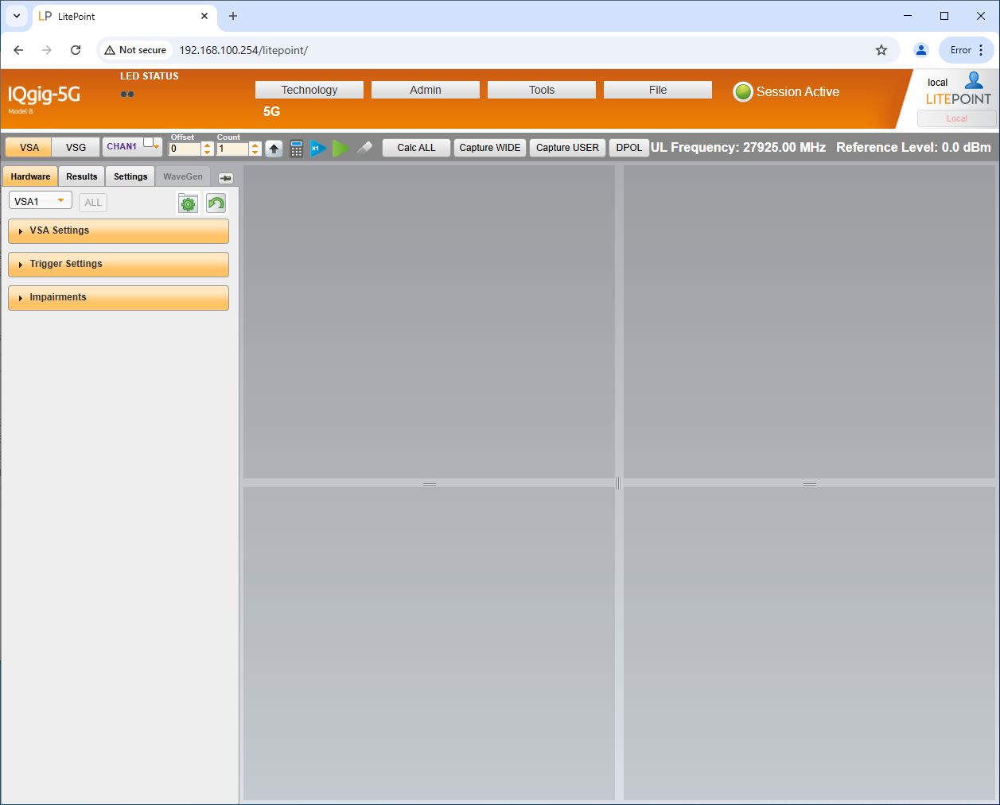 LP LitePoint
Not secure 192.168.100.254/litepoint/ Error
IQgig-5G
Model B
LED STATUS
Technology Admin Tools File
5G
Session Active
local
LITEPOINT
Local
VSA VSG CHAN1 Offset 0 Count 1 x1 Calc ALL Capture WIDE Capture USER DPOL UL Frequency: 27925.00 MHz Reference Level: 0.0 dBm
Hardware Results Settings WaveGen
VSA1 ALL
VSA Settings
Trigger Settings
Impairments